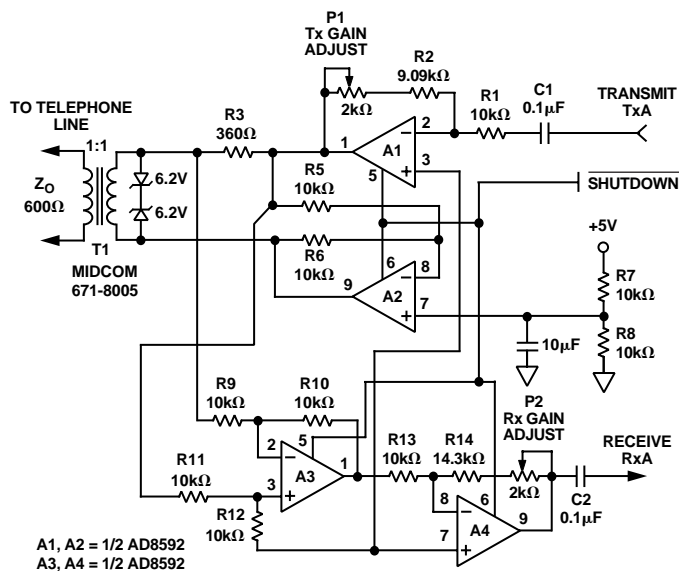 P1
Tx GAIN
ADJUST
R2
9.09kΩ
2kΩ
C1
0.1µF
R1
10kΩ
TRANSMIT
TxA
TO TELEPHONE
LINE
1:1
R3
360Ω
1
2
A1
3
5
6.2V
6.2V
Z_O
600Ω
R5
10kΩ
SHUTDOWN
+5V
T1
MIDCOM
671-8005
R6
10kΩ
6
8
9
A2
7
R7
10kΩ
10µF
R8
10kΩ
R9
10kΩ
R10
10kΩ
P2
Rx GAIN
ADJUST
2
5
1
A3
3
R13
10kΩ
R14
14.3kΩ
2kΩ
RECEIVE
RxA
R11
10kΩ
R12
10kΩ
8
6
A4
9
7
C2
0.1µF
A1, A2 = 1/2 AD8592
A3, A4 = 1/2 AD8592